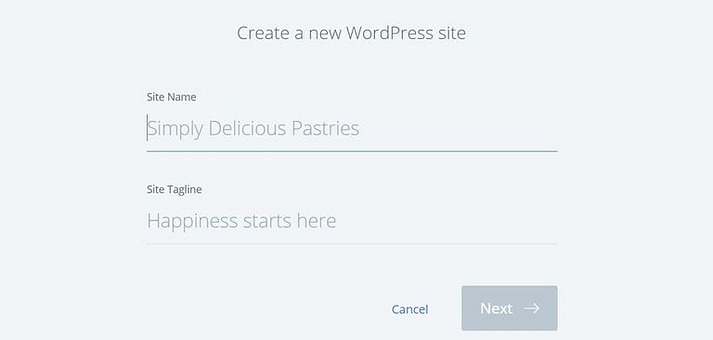 Create a new WordPress site
Site Name
Simply Delicious Pastries
Site Tagline
Happiness starts here
Cancel
Next